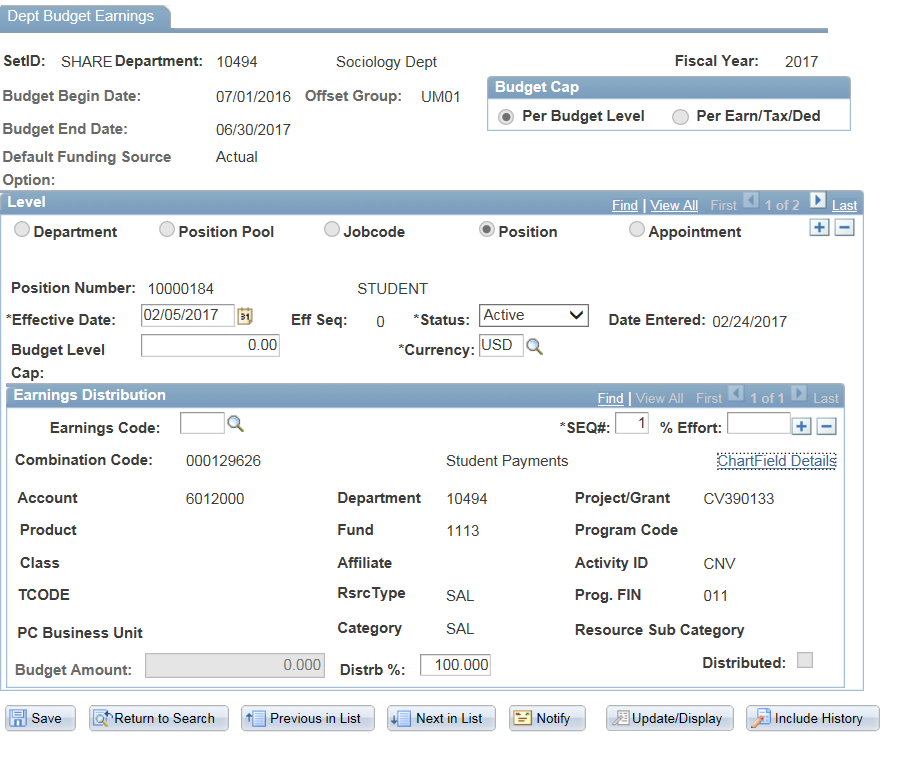 Dept Budget Earnings
SetID: SHARE Department: 10494 Sociology Dept Fiscal Year: 2017
Budget Begin Date: 07/01/2016 Offset Group: UM01
Budget Cap
Per Budget Level Per Earn/Tax/Ded
Budget End Date: 06/30/2017
Default Funding Source Actual
Option:
Level Find | View All First 1 of 2 Last
Department Position Pool Jobcode Position Appointment
Position Number: 10000184 STUDENT
*Effective Date: 02/05/2017 31 Eff Seq: 0 *Status: Active Date Entered: 02/24/2017
Budget Level 0.00 *Currency: USD
Cap:
Earnings Distribution Find | View All First 1 of 1 Last
Earnings Code: *SEQ#: 1 % Effort:
Combination Code: 000129626 Student Payments ChartField Details
Account 6012000 Department 10494 Project/Grant CV390133
Product Fund 1113 Program Code
Class Affiliate Activity ID CNV
TCODE RsrcType SAL Prog. FIN 011
PC Business Unit Category SAL Resource Sub Category
Budget Amount: 0.000 Distrb %: 100.000 Distributed:
Save Return to Search Previous in List Next in List Notify Update/Display Include History